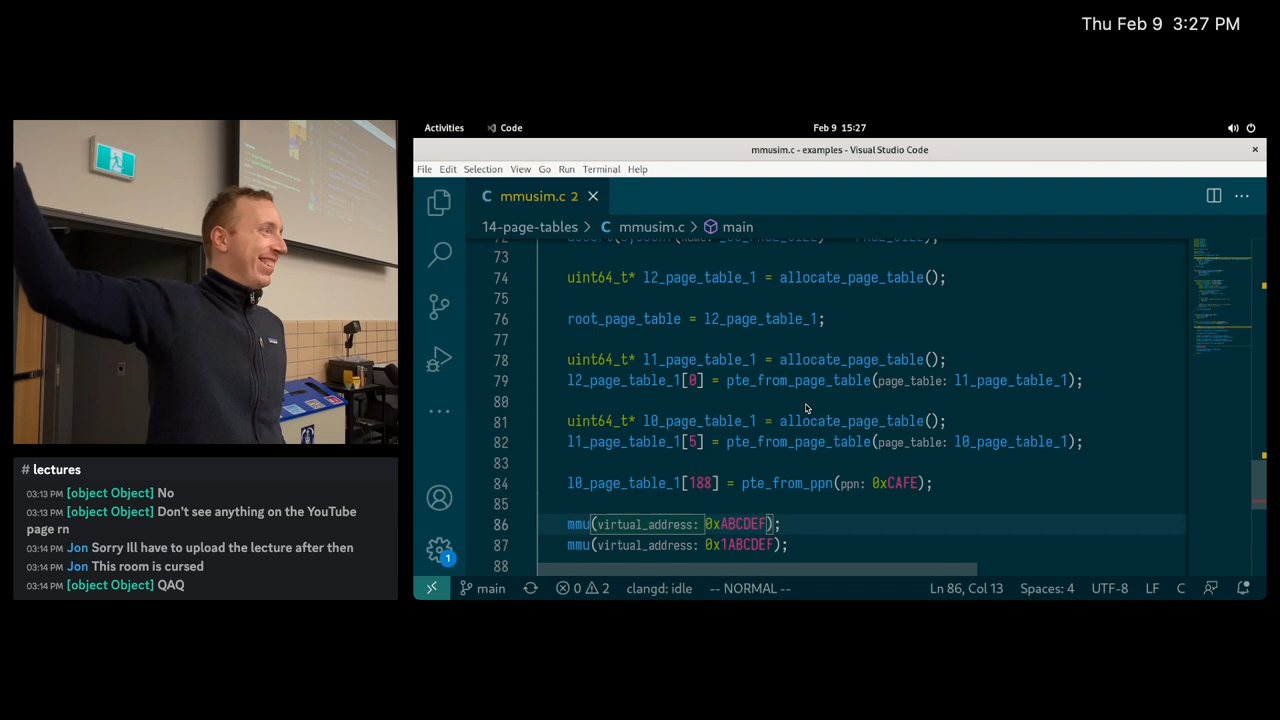 Thu Feb 9 3:27 PM
Activities Code Feb 9 15:27
mmusim.c - examples - Visual Studio Code
File Edit Selection View Go Run Terminal Help
C mmusim.c 2
14-page-tables > C mmusim.c > main
73
74 uint64_t* l2_page_table_1 = allocate_page_table();
75
76 root_page_table = l2_page_table_1;
77
78 uint64_t* l1_page_table_1 = allocate_page_table();
79 l2_page_table_1[0] = pte_from_page_table(page_table: l1_page_table_1);
80
81 uint64_t* l0_page_table_1 = allocate_page_table();
82 l1_page_table_1[5] = pte_from_page_table(page_table: l0_page_table_1);
83
84 l0_page_table_1[188] = pte_from_ppn(ppn: 0xCAFE);
85
86 mmu(virtual_address: 0xABCDEF);
87 mmu(virtual_address: 0x1ABCDEF);
88
1
main 0 2 clangd: idle -- NORMAL -- Ln 86, Col 13 Spaces: 4 UTF-8 LF C
# lectures
03:13 PM [object Object] No
03:13 PM [object Object] Don't see anything on the YouTube
page rn
03:14 PM Jon Sorry Ill have to upload the lecture after then
03:14 PM Jon This room is cursed
03:14 PM [object Object] QAQ